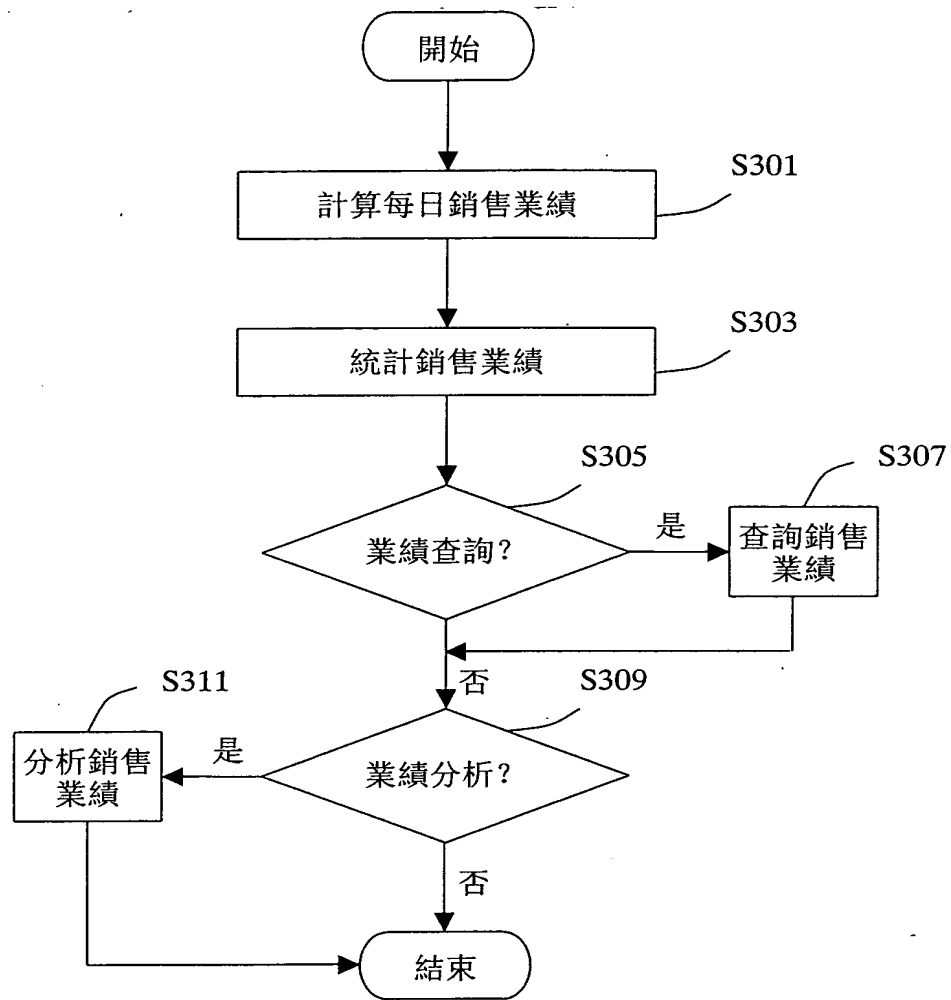 開始
S301
計算每日銷售業績
S303
統計銷售業績
S305
S307
業績查詢？
是
查詢銷售
業績
否
S309
S311
業績分析？
是
分析銷售
業績
否
結束